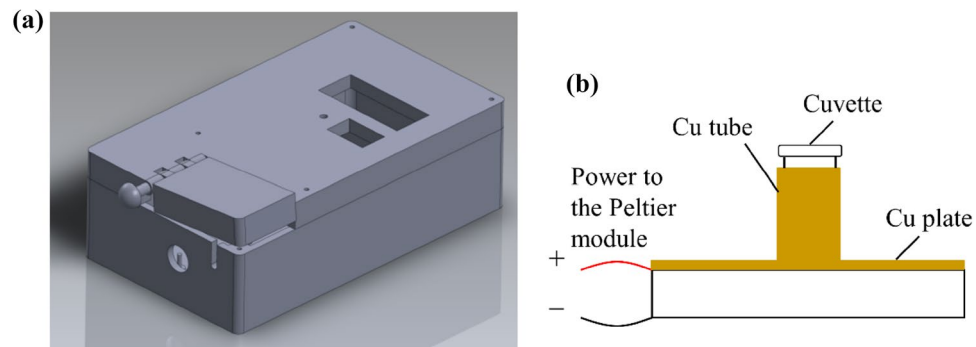 (a)
(b)
Cuvette
Cu tube
Power to
the Peltier
module
Cu plate
+
−